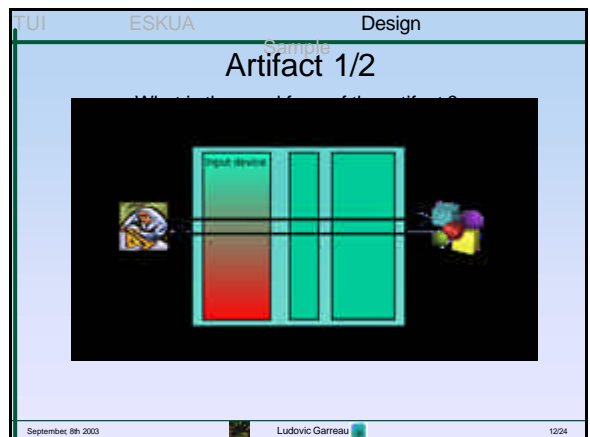 TUI ESKUA Design
Sample
Artifact 1/2
Input device
September, 8th 2003 Ludovic Garreau 12/24